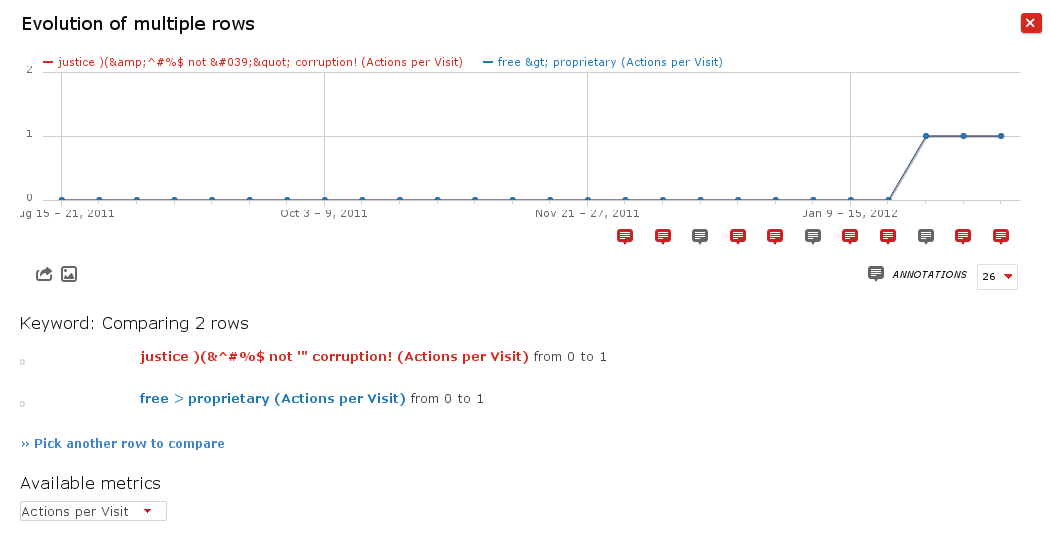 Evolution of multiple rows
justice )(&amp;^#%$ not &#039;&quot; corruption! (Actions per Visit) free &gt; proprietary (Actions per Visit)
2
1
0
ug 15 – 21, 2011 Oct 3 – 9, 2011 Nov 21 – 27, 2011 Jan 9 – 15, 2012
ANNOTATIONS 26
Keyword: Comparing 2 rows
justice )(&^#%$ not '" corruption! (Actions per Visit) from 0 to 1
free > proprietary (Actions per Visit) from 0 to 1
» Pick another row to compare
Available metrics
Actions per Visit